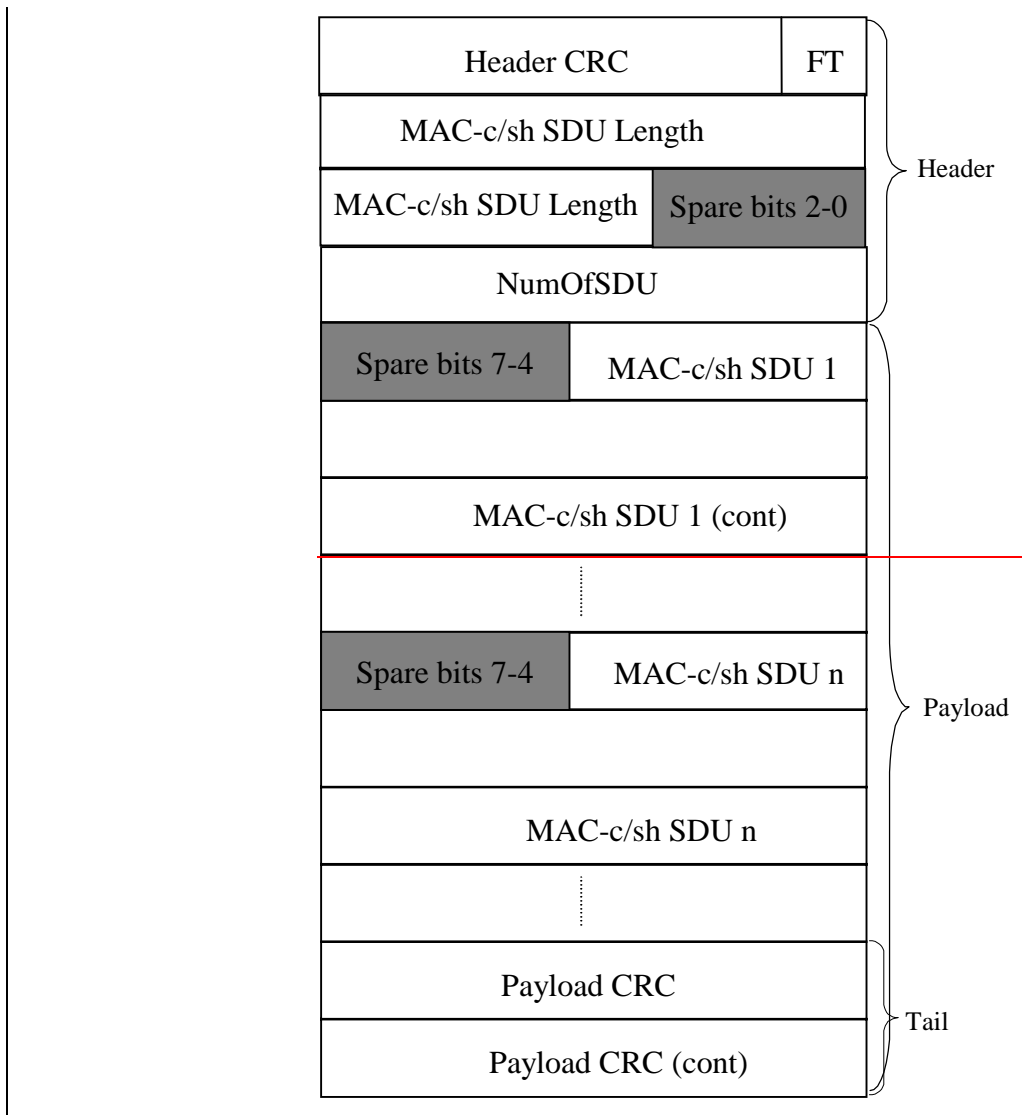 Header CRC FT
MAC-c/sh SDU Length
Header
MAC-c/sh SDU Length Spare bits 2-0
NumOfSDU
Spare bits 7-4 MAC-c/sh SDU 1
MAC-c/sh SDU 1 (cont)
Spare bits 7-4 MAC-c/sh SDU n
Payload
MAC-c/sh SDU n
Payload CRC
Tail
Payload CRC (cont)